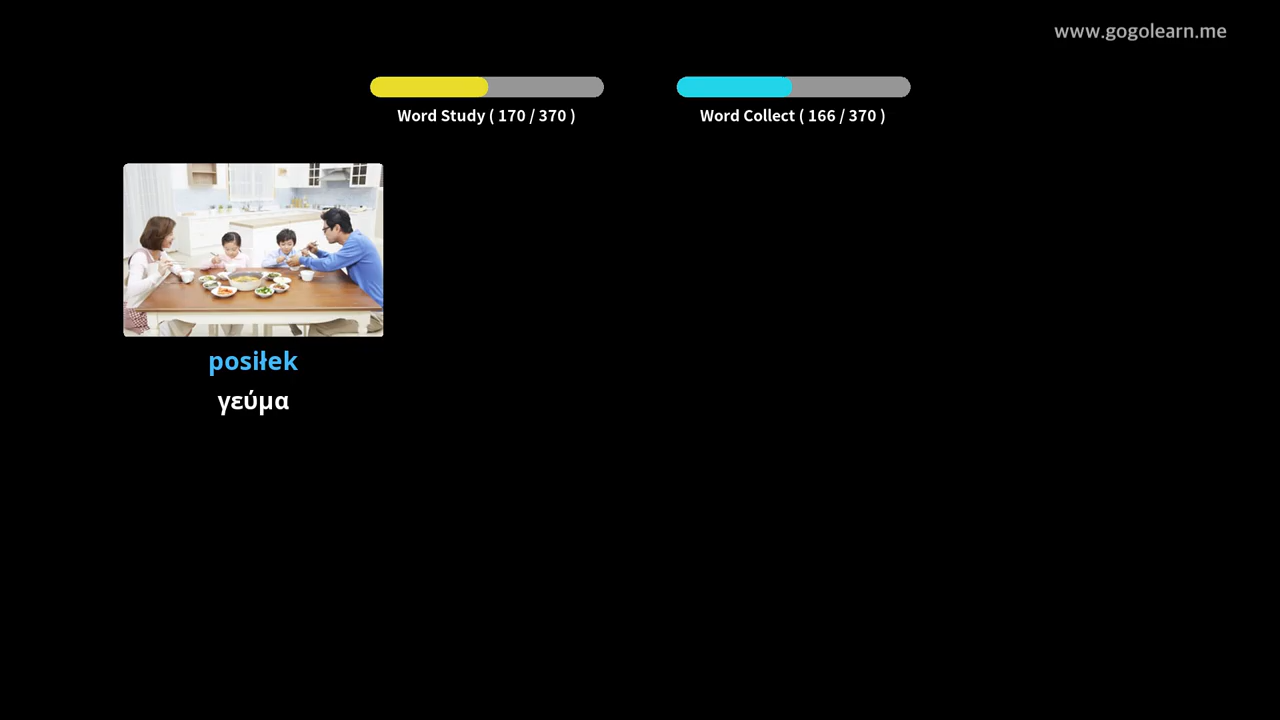 www.gogolearn.me
Word Study ( 170 / 370 )
Word Collect ( 166 / 370 )
posiłek
γεύμα